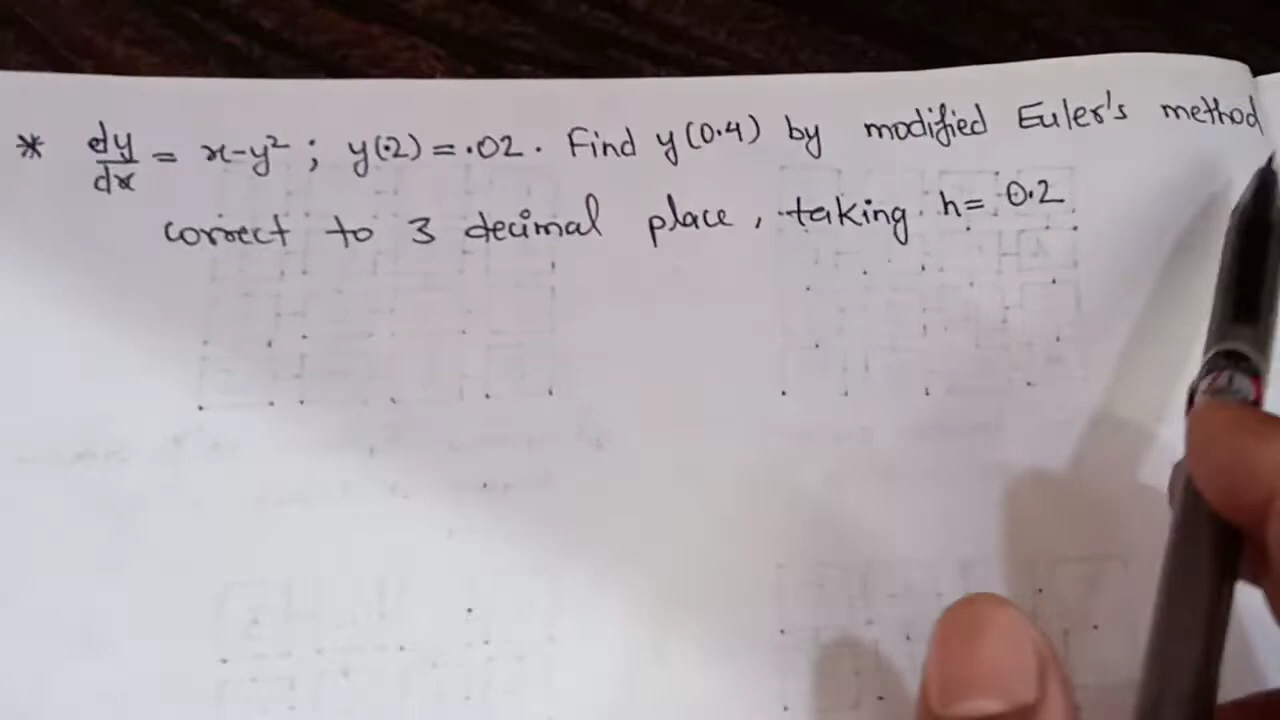 * dy/dx = x-y²; y(.2) = .02. Find y(0.4) by modified Euler's method
correct to 3 decimal place, taking h= 0.2